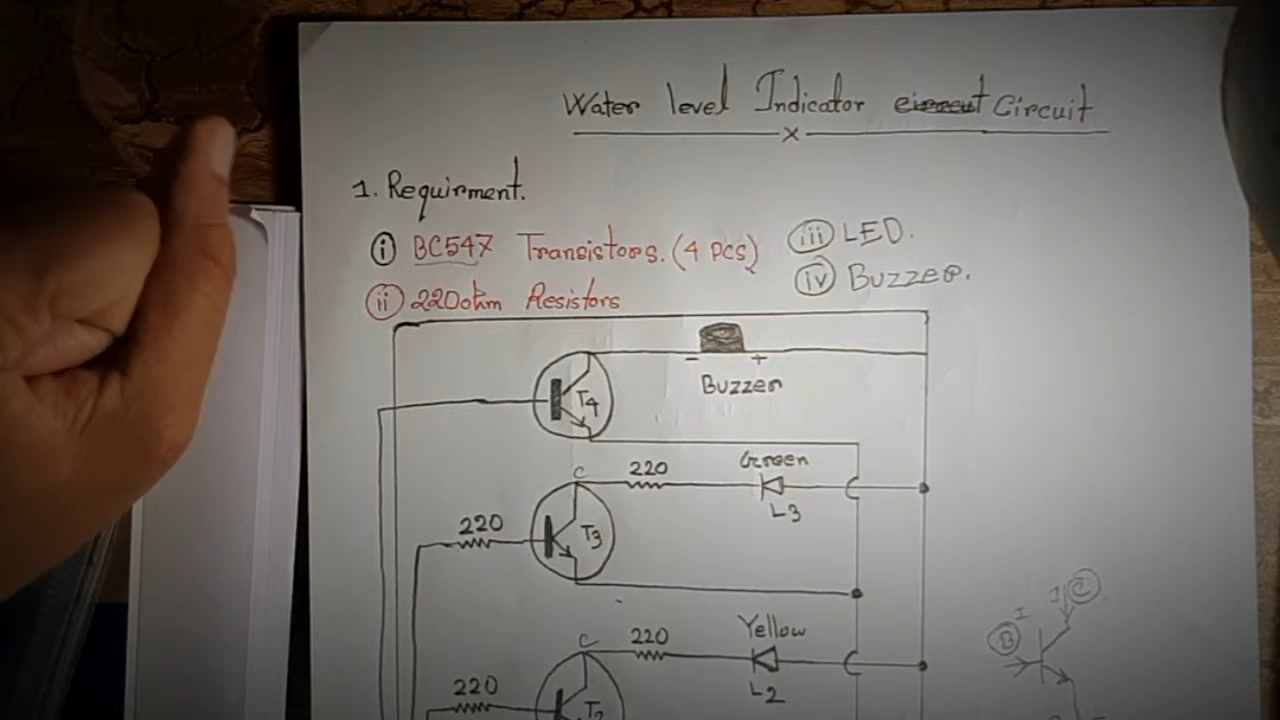 Water level Indicator Circuit
x
1. Requirment.
i BC547 Transistors. (4 pcs)
iii LED.
ii 220ohm Resistors
iv Buzzer.
- +
T4
Buzzer
C 220 Green
L3
220
T3
C 220 Yellow
L2
220
T2
I C
B I